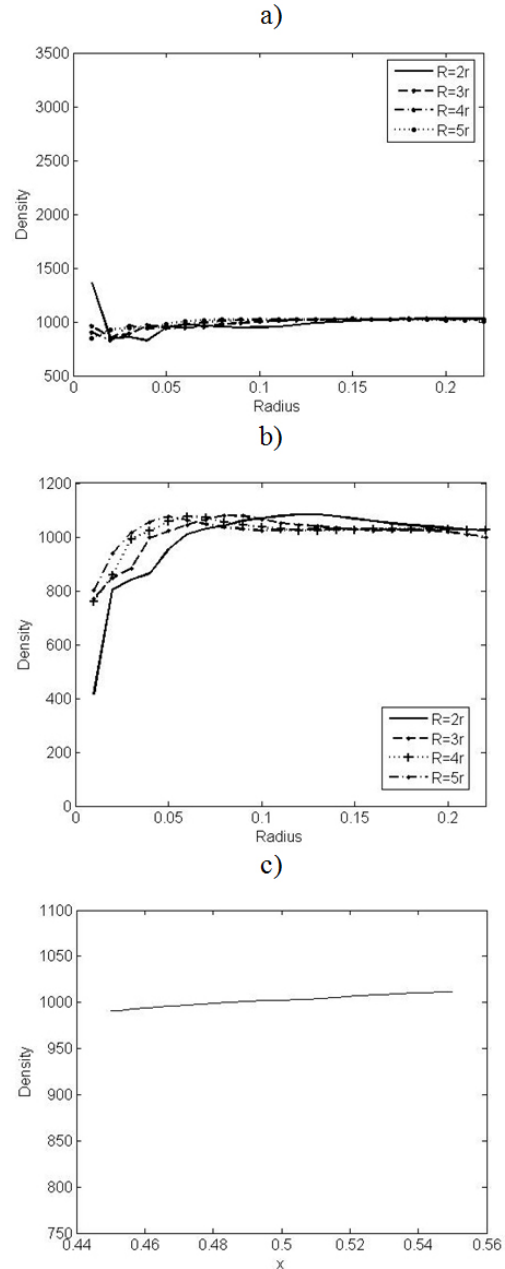 a)
3500
3000
2500
2000
1500
1000
500
Density
R=2r
R=3r
R=4r
R=5r
0 0.05 0.1 0.15 0.2
Radius
b)
1200
1000
800
600
400
200
0
Density
R=2r
R=3r
R=4r
R=5r
0 0.05 0.1 0.15 0.2
Radius
c)
1100
1050
1000
950
900
850
800
750
Density
0.44 0.46 0.48 0.5 0.52 0.54 0.56
x